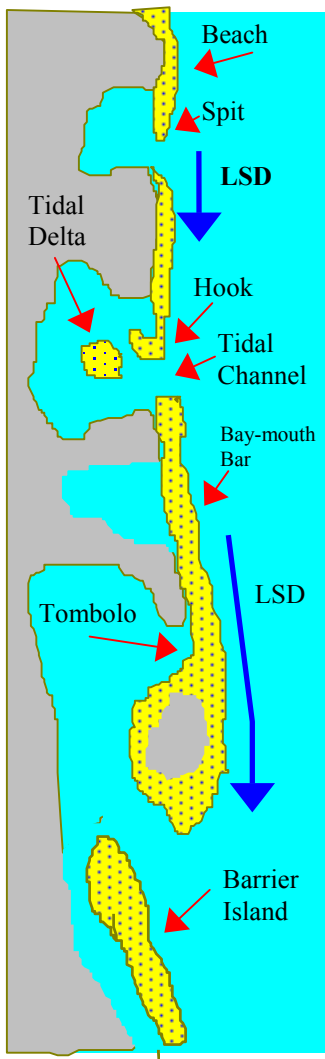 Beach
Spit
LSD
Tidal
Delta
Hook
Tidal
Channel
Bay-mouth
Bar
LSD
Tombolo
Barrier
Island